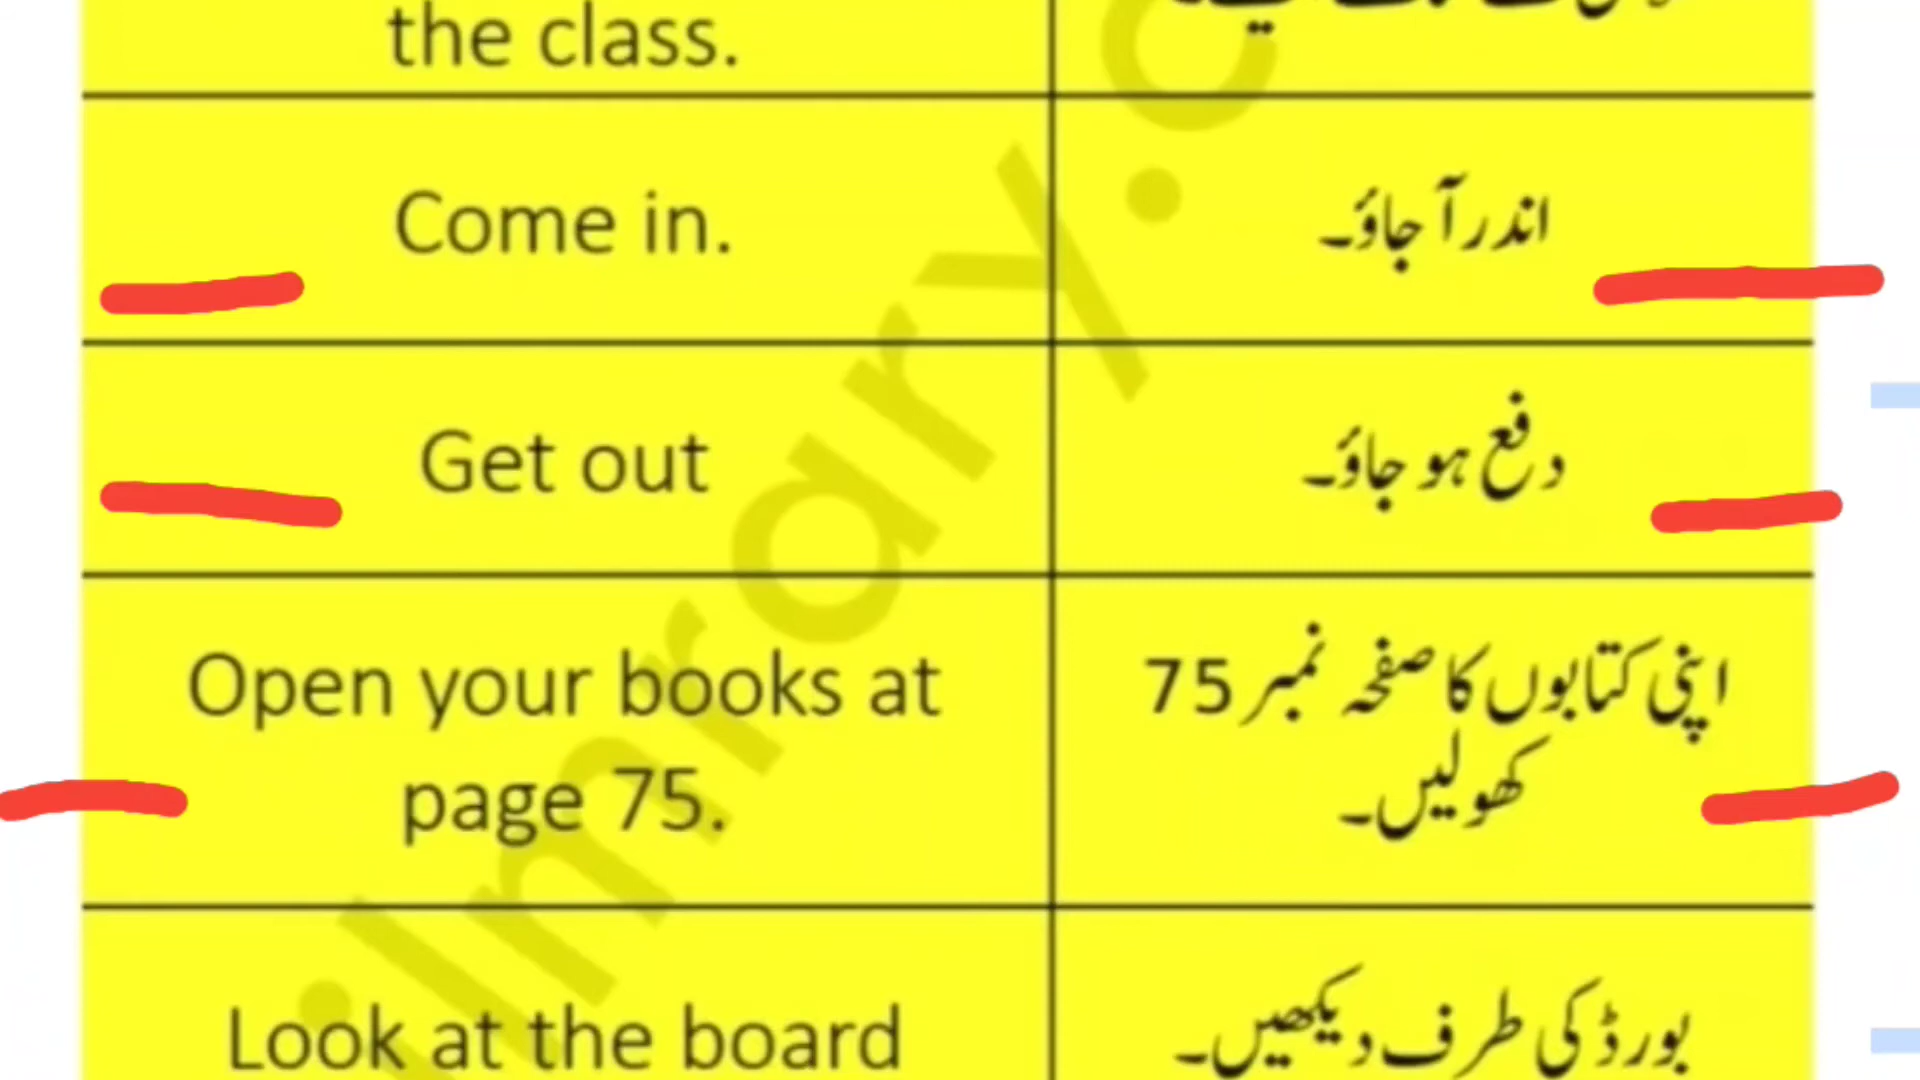 the class.
Come in.
اندر آ جاؤ۔
Get out
دفع ہو جاؤ۔
Open your books at
page 75.
اپنی کتابوں کا صفحہ نمبر 75
کھولیں۔
Look at the board
بورڈ کی طرف دیکھیں۔
ilmrary.c